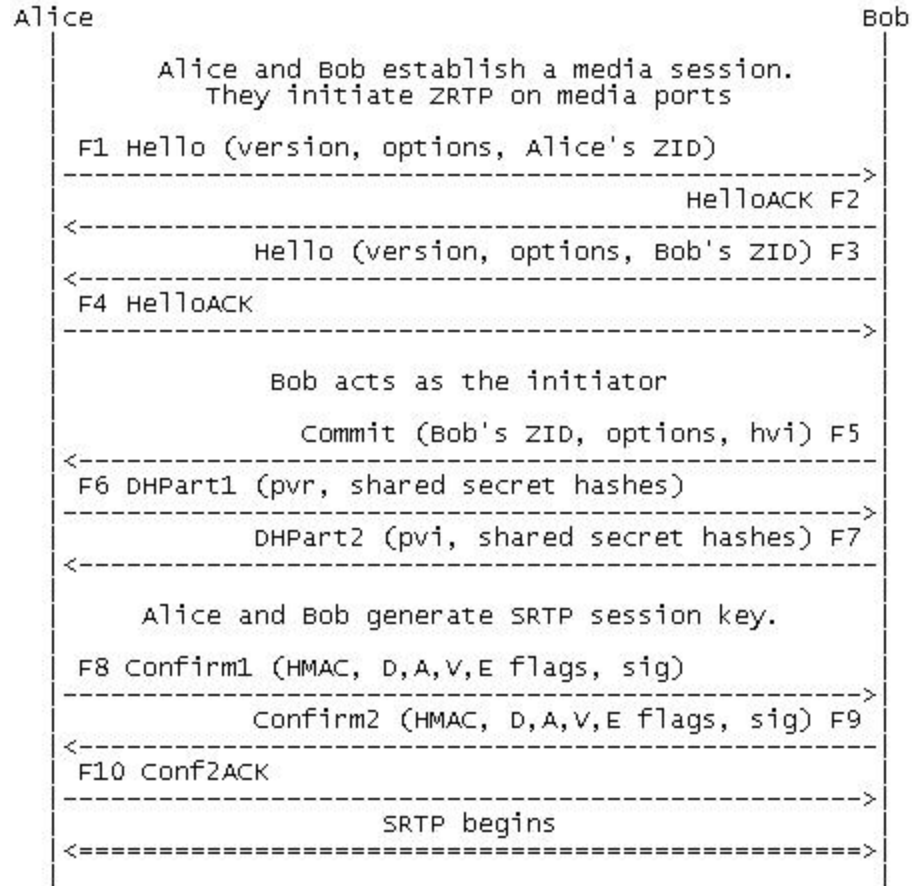 Alice Bob
Alice and Bob establish a media session.
They initiate ZRTP on media ports
F1 Hello (version, options, Alice's ZID)
HelloACK F2
Hello (version, options, Bob's ZID) F3
F4 HelloACK
Bob acts as the initiator
Commit (Bob's ZID, options, hvi) F5
F6 DHPart1 (pvr, shared secret hashes)
DHPart2 (pvi, shared secret hashes) F7
Alice and Bob generate SRTP session key.
F8 Confirm1 (HMAC, D,A,V,E flags, sig)
Confirm2 (HMAC, D,A,V,E flags, sig) F9
F10 Conf2ACK
SRTP begins